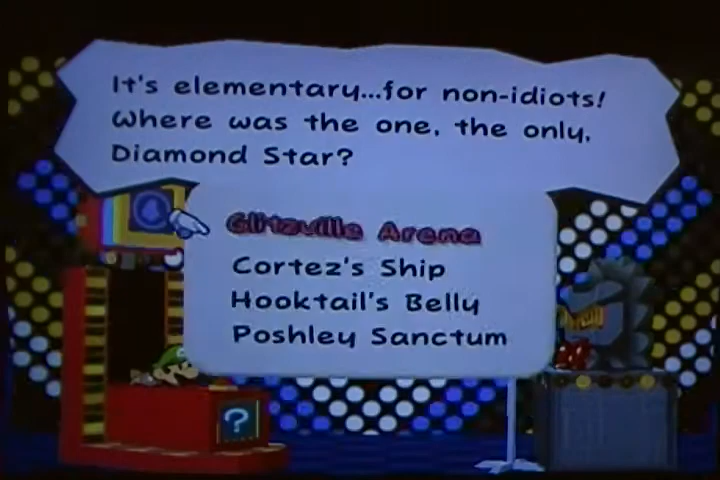 It's elementary...for non-idiots!
Where was the one, the only,
Diamond Star?
Glitzville Arena
Cortez's Ship
Hooktail's Belly
Poshley Sanctum
?